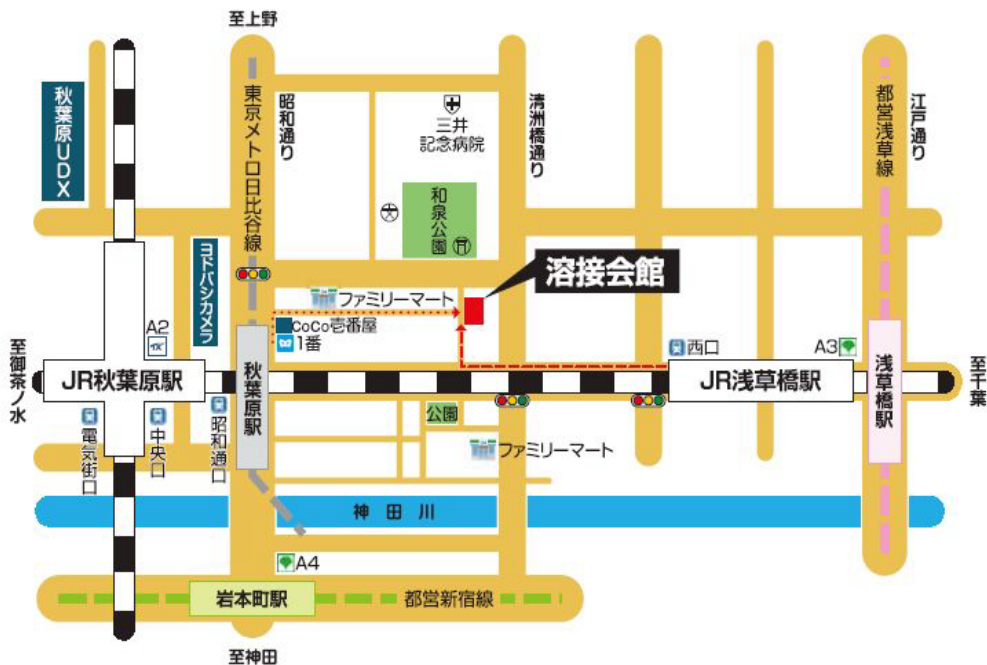 至上野
秋葉原UDX
東京メトロ日比谷線
昭和通り
三井
記念病院
清洲橋通り
都営浅草線
江戸通り
和泉公園
ヨドバシカメラ
溶接会館
ファミリーマート
CoCo壱番屋
1番
A2
西口
A3
至御茶ノ水
JR秋葉原駅
秋葉原駅
JR浅草橋駅
浅草橋駅
至千葉
電気街口
中央口
昭和通口
公園
ファミリーマート
神田川
A4
岩本町駅
都営新宿線
至神田